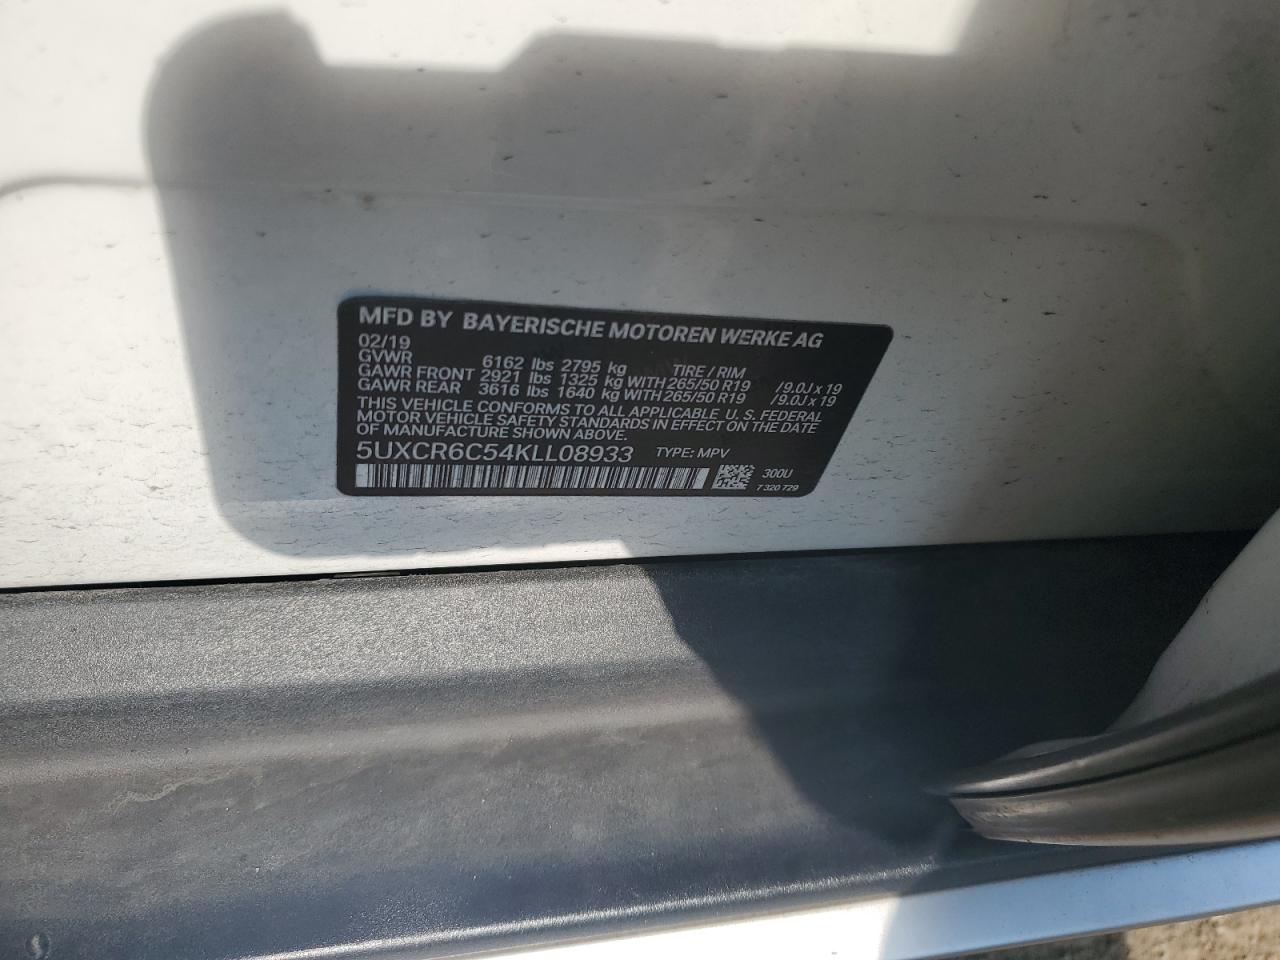 MFD BY BAYERISCHE MOTOREN WERKE AG
02/19
GVWR 6162 lbs 2795 kg TIRE / RIM
GAWR FRONT 2921 lbs 1325 kg WITH 265/50 R19 /9.0J x 19
GAWR REAR 3616 lbs 1640 kg WITH 265/50 R19 /9.0J x 19
THIS VEHICLE CONFORMS TO ALL APPLICABLE U. S. FEDERAL
MOTOR VEHICLE SAFETY STANDARDS IN EFFECT ON THE DATE
OF MANUFACTURE SHOWN ABOVE.
5UXCR6C54KLL08933 TYPE: MPV
300U
7 320 729